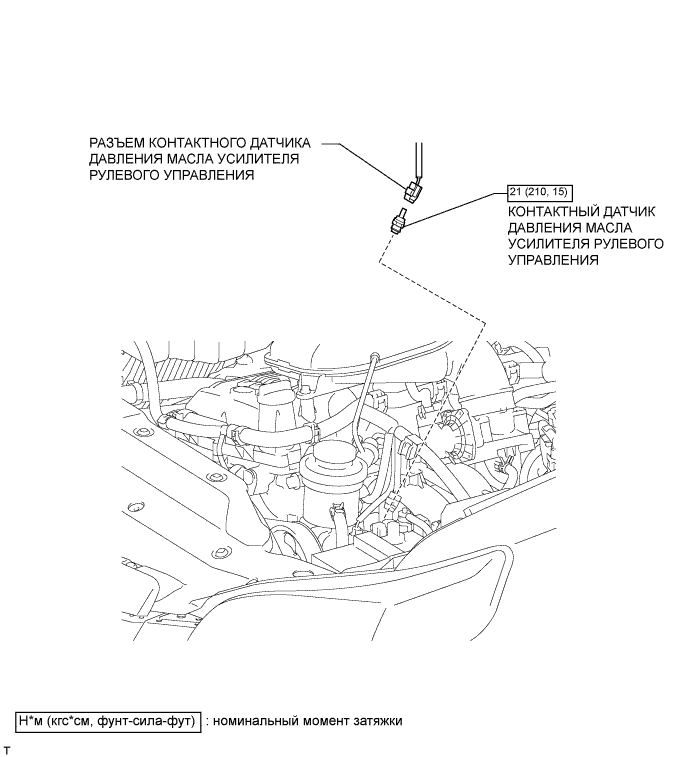 РАЗЪЕМ КОНТАКТНОГО ДАТЧИКА
ДАВЛЕНИЯ МАСЛА УСИЛИТЕЛЯ
РУЛЕВОГО УПРАВЛЕНИЯ
21 (210, 15)
КОНТАКТНЫЙ ДАТЧИК
ДАВЛЕНИЯ МАСЛА
УСИЛИТЕЛЯ РУЛЕВОГО
УПРАВЛЕНИЯ
Н*м (кгс*см, фунт-сила-фут) : номинальный момент затяжки
T